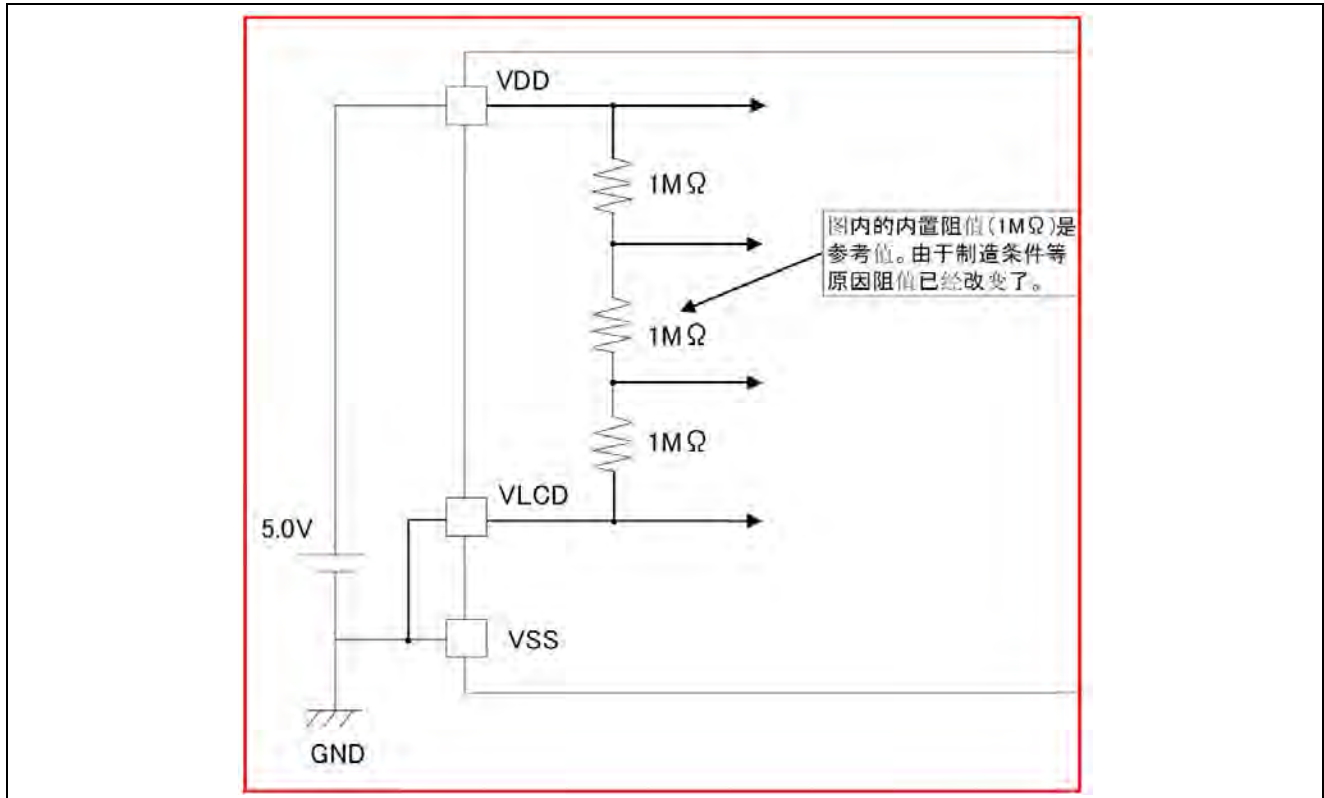 VDD
1MΩ
图内的内置阻值(1MΩ)是
参考值。由于制造条件等
原因阻值已经改变了。
1MΩ
1MΩ
VLCD
5.0V
VSS
GND